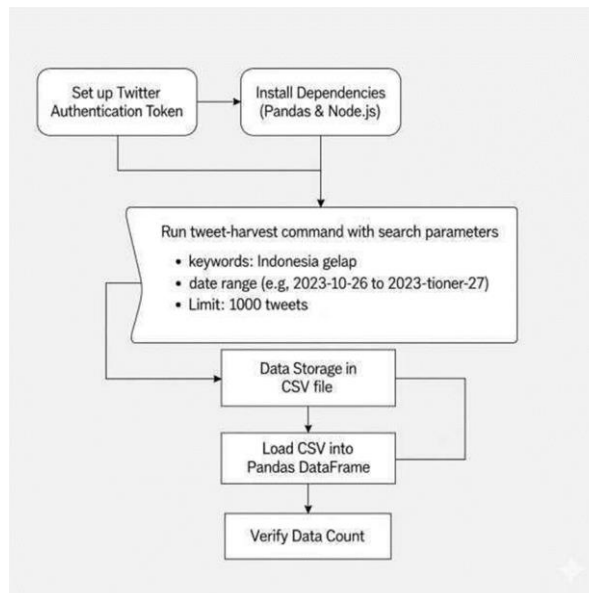 Set up Twitter
Authentication Token
Install Dependencies
(Pandas & Node.js)
Run tweet-harvest command with search parameters
• keywords: Indonesia gelap
• date range (e.g, 2023-10-26 to 2023-tioner-27)
• Limit: 1000 tweets
Data Storage in
CSV file
Load CSV into
Pandas DataFrame
Verify Data Count